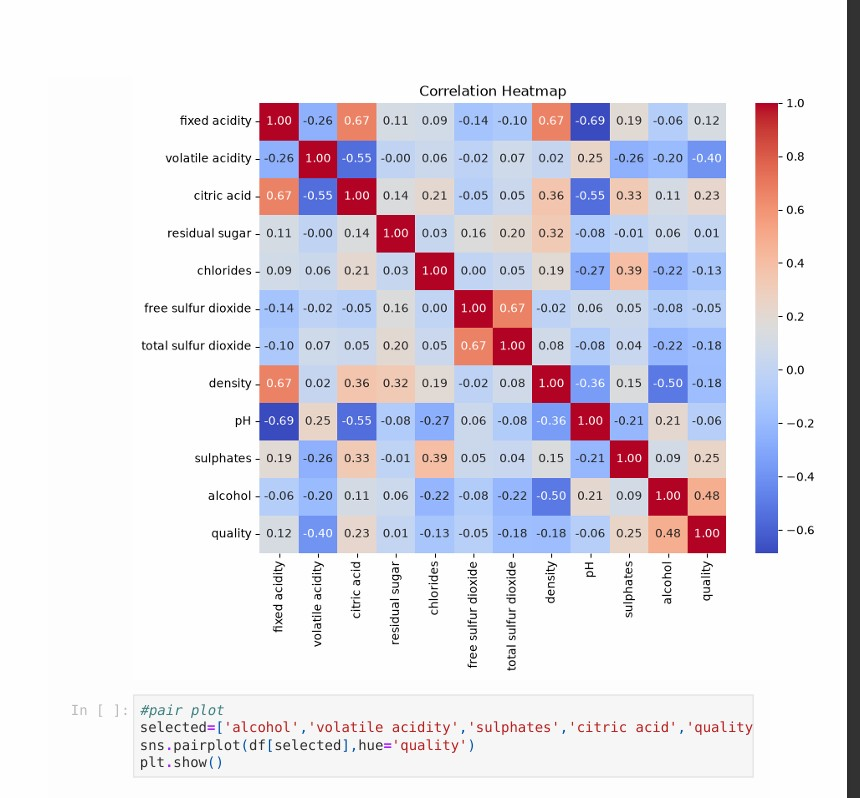 Correlation Heatmap
fixed acidity 1.00 -0.26 0.67 0.11 0.09 -0.14 -0.10 0.67 -0.69 0.19 -0.06 0.12
volatile acidity -0.26 1.00 -0.55 -0.00 0.06 -0.02 0.07 0.02 0.25 -0.26 -0.20 -0.40
citric acid 0.67 -0.55 1.00 0.14 0.21 -0.05 0.05 0.36 -0.55 0.33 0.11 0.23
residual sugar 0.11 -0.00 0.14 1.00 0.03 0.16 0.20 0.32 -0.08 -0.01 0.06 0.01
chlorides 0.09 0.06 0.21 0.03 1.00 0.00 0.05 0.19 -0.27 0.39 -0.22 -0.13
free sulfur dioxide -0.14 -0.02 -0.05 0.16 0.00 1.00 0.67 -0.02 0.06 0.05 -0.08 -0.05
total sulfur dioxide -0.10 0.07 0.05 0.20 0.05 0.67 1.00 0.08 -0.08 0.04 -0.22 -0.18
density 0.67 0.02 0.36 0.32 0.19 -0.02 0.08 1.00 -0.36 0.15 -0.50 -0.18
pH -0.69 0.25 -0.55 -0.08 -0.27 0.06 -0.08 -0.36 1.00 -0.21 0.21 -0.06
sulphates 0.19 -0.26 0.33 -0.01 0.39 0.05 0.04 0.15 -0.21 1.00 0.09 0.25
alcohol -0.06 -0.20 0.11 0.06 -0.22 -0.08 -0.22 -0.50 0.21 0.09 1.00 0.48
quality 0.12 -0.40 0.23 0.01 -0.13 -0.05 -0.18 -0.18 -0.06 0.25 0.48 1.00
fixed acidity
volatile acidity
citric acid
residual sugar
chlorides
free sulfur dioxide
total sulfur dioxide
density
pH
sulphates
alcohol
quality
1.0
0.8
0.6
0.4
0.2
0.0
−0.2
−0.4
−0.6
In [ ]: #pair plot
selected=['alcohol','volatile acidity','sulphates','citric acid','quality
sns.pairplot(df[selected],hue='quality')
plt.show()